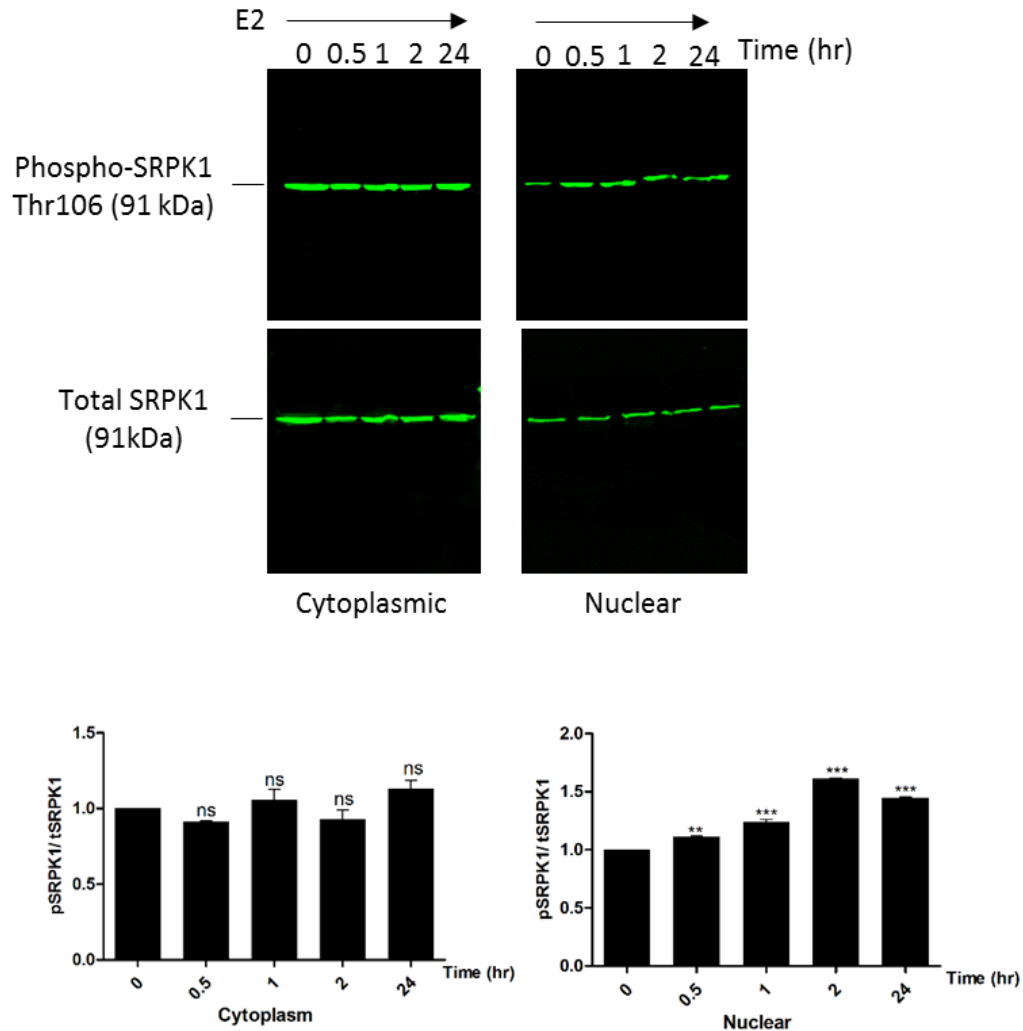 E2
0 0.5 1 2 24
0 0.5 1 2 24 Time (hr)
Phospho-SRPK1
Thr106 (91 kDa)
Total SRPK1
(91kDa)
Cytoplasmic
Nuclear
pSRPK1/ tSRPK1
1.5
1.0
0.5
0.0
ns
ns
ns
ns
0
0.5
1
2
24
Time (hr)
Cytoplasm
pSRPK1/ tSRPK1
2.0
1.5
1.0
0.5
0.0
**
***
***
***
0
0.5
1
2
24
Time (hr)
Nuclear